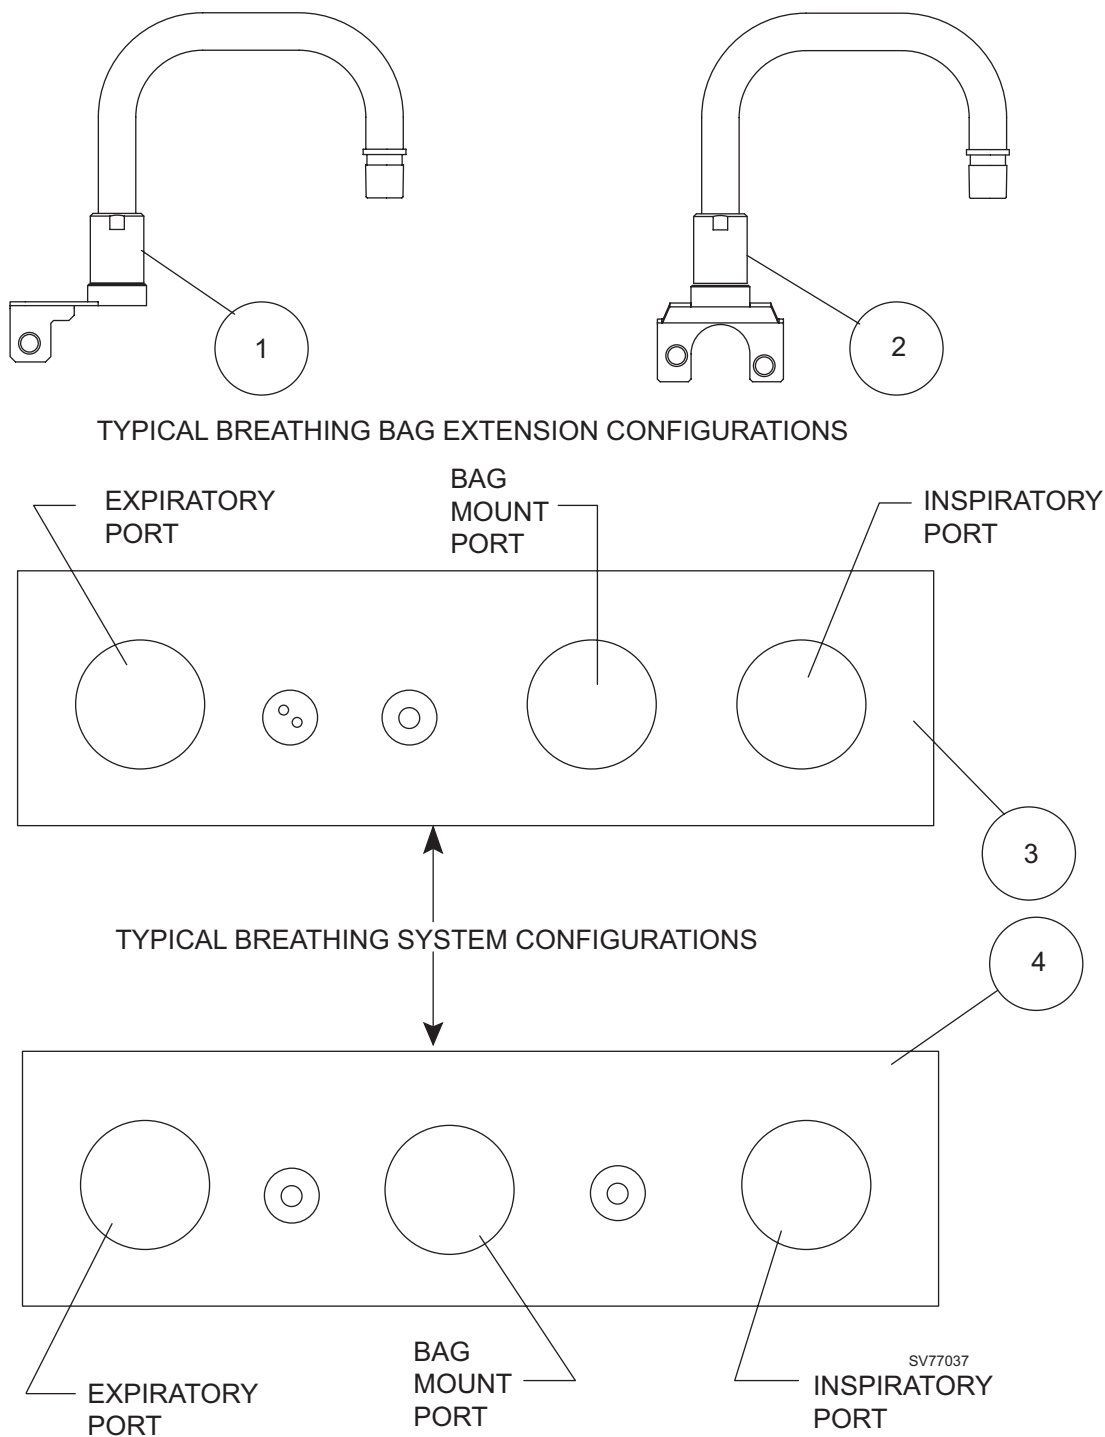 1
2
TYPICAL BREATHING BAG EXTENSION CONFIGURATIONS
EXPIRATORY
PORT
BAG
MOUNT
PORT
INSPIRATORY
PORT
3
TYPICAL BREATHING SYSTEM CONFIGURATIONS
4
EXPIRATORY
PORT
BAG
MOUNT
PORT
SV77037
INSPIRATORY
PORT